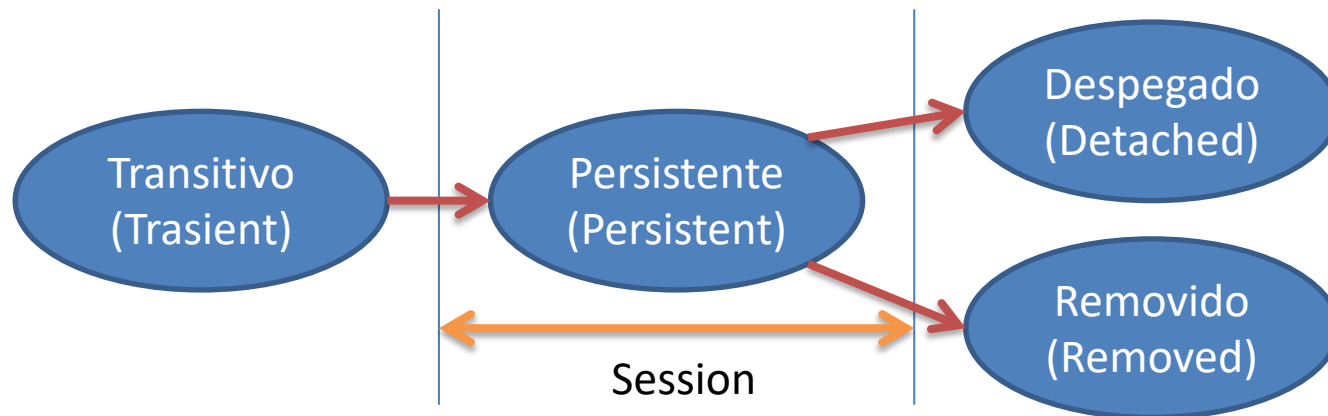 Transitivo
(Trasient)
Persistente
(Persistent)
Despegado
(Detached)
Removido
(Removed)
Session